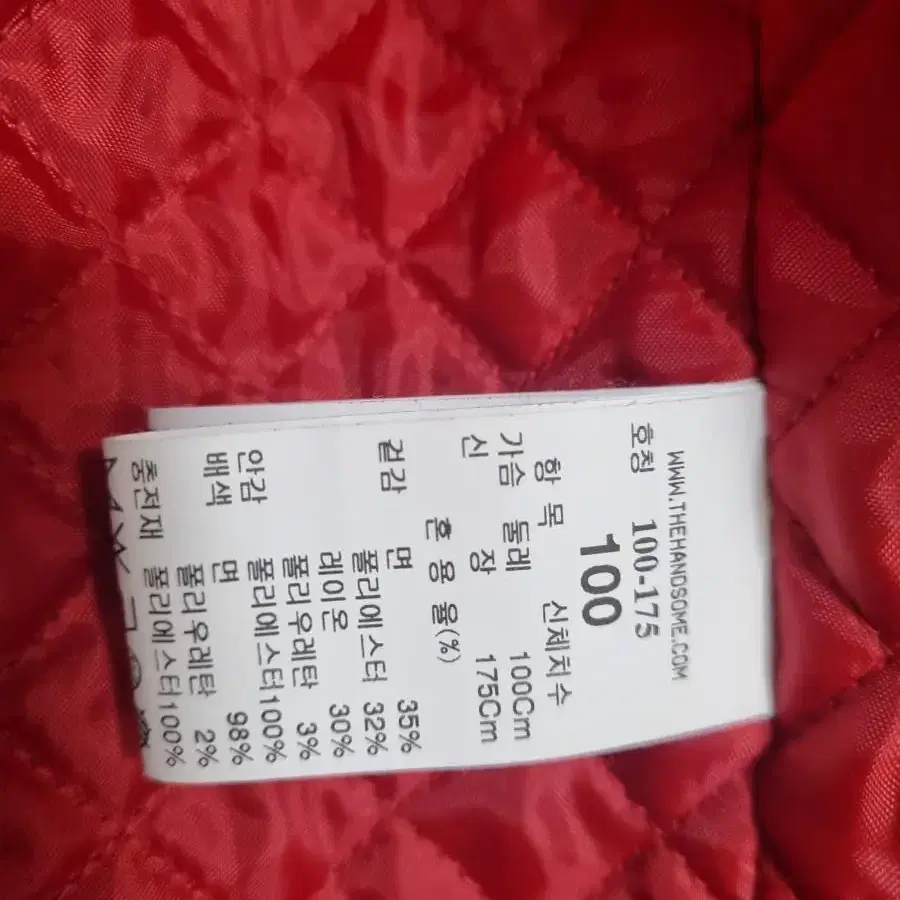 WWW.THEHANDSOME.COM
호칭 100-175
100
항 목 신체치수
가슴 둘레 100Cm
신 장 175Cm
혼 용 율(%)
겉감 면 35%
폴리에스터 32%
레이온 30%
폴리우레탄 3%
안감 폴리에스터100%
배색 면 98%
폴리우레탄 2%
충전재 폴리에스터100%